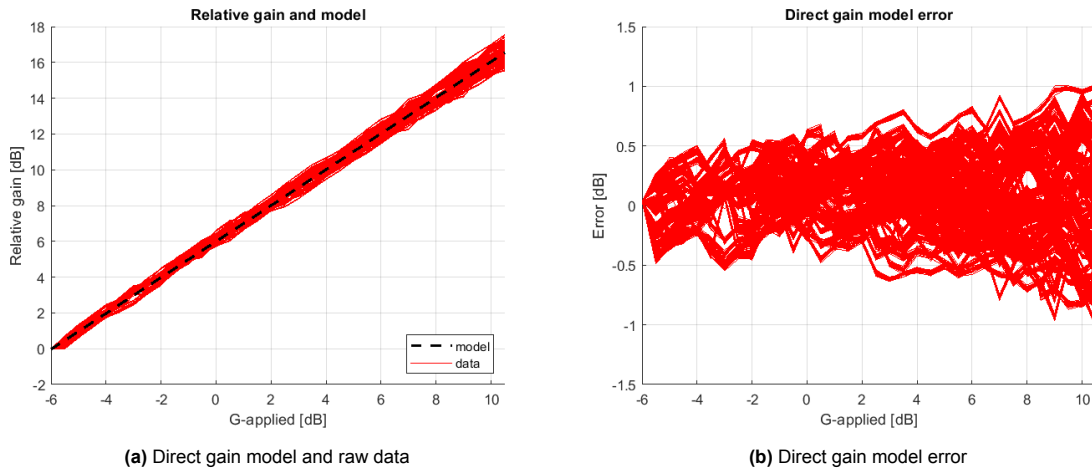 Relative gain and model
18
16
14
12
10
8
6
4
2
0
-2
Relative gain [dB]
-6 -4 -2 0 2 4 6 8 10
G-applied [dB]
model
data
(a) Direct gain model and raw data
Direct gain model error
1.5
1
0.5
0
-0.5
-1
-1.5
Error [dB]
-6 -4 -2 0 2 4 6 8 10
G-applied [dB]
(b) Direct gain model error